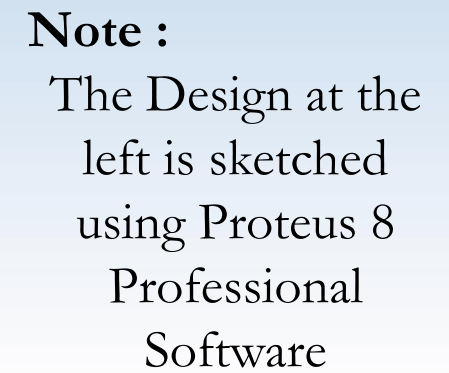 Note :
The Design at the
left is sketched
using Proteus 8
Professional
Software